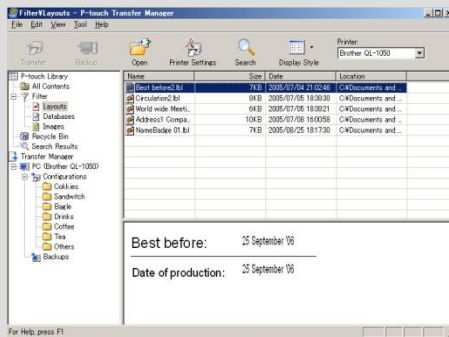 Filter¥Layouts - P-touch Transfer Manager
File Edit View Tool Help
Transfer Backup Open Printer Settings Search Display Style
Printer:
Brother QL-1050
P-touch Library
All Contents
Filter
Layouts
Databases
Images
Recycle Bin
Search Results
Transfer Manager
PC (Brother QL-1050)
Configurations
Cokkies
Sandwitch
Bagle
Drinks
Coffee
Tea
Others
Backups
Name Size Date Location
Best before2.lbl 7KB 2005/07/04 21:02:46 C:¥Documents and ...
Circulation2.lbl 8KB 2005/07/05 18:38:30 C:¥Documents and ...
World wide Meeti... 6KB 2005/07/05 18:38:21 C:¥Documents and ...
Address1 Compa... 10KB 2005/07/08 16:00:58 C:¥Documents and ...
NameBadge 01.lbl 7KB 2005/08/25 18:17:30 C:¥Documents and ...
Best before: 25 September '06
Date of production: 25 September '06
For Help, press F1